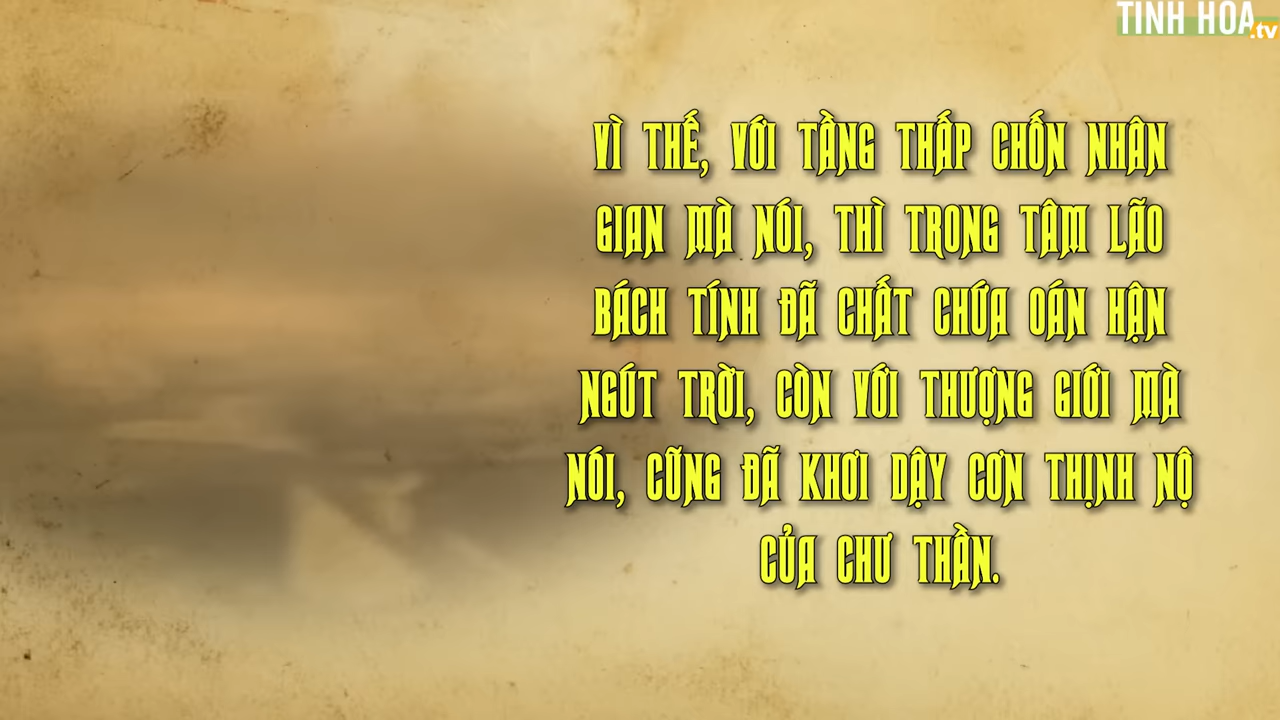 TINH HOA
.tv
VÌ THẾ, VỚI TẦNG THẤP CHỐN NHÂN
GIAN MÀ NÓI, THÌ TRONG TÂM LÃO
BÁCH TÍNH ĐÃ CHẤT CHỨA OÁN HẬN
NGÚT TRỜI, CÒN VỚI THƯỢNG GIỚI MÀ
NÓI, CŨNG ĐÃ KHƠI DẬY CƠN THỊNH NỘ
CỦA CHƯ THẦN.